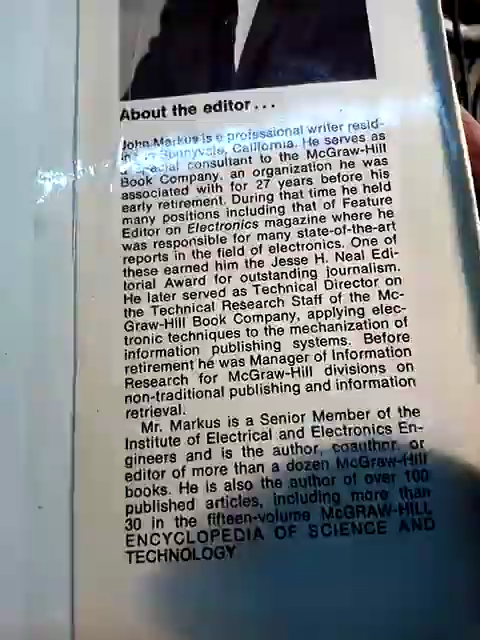 About the editor...
John Markus is a professional writer resid-
ing in Sunnyvale, California. He serves as
a special consultant to the McGraw-Hill
Book Company, an organization he was
associated with for 27 years before his
early retirement. During that time he held
many positions including that of Feature
Editor on Electronics magazine where he
was responsible for many state-of-the-art
reports in the field of electronics. One of
these earned him the Jesse H. Neal Edi-
torial Award for outstanding journalism.
He later served as Technical Director on
the Technical Research Staff of the Mc-
Graw-Hill Book Company, applying elec-
tronic techniques to the mechanization of
information publishing systems. Before
retirement he was Manager of Information
Research for McGraw-Hill divisions on
non-traditional publishing and information
retrieval.
Mr. Markus is a Senior Member of the
Institute of Electrical and Electronics En-
gineers and is the author, coauthor, or
editor of more than a dozen McGraw-Hill
books. He is also the author of over 100
published articles, including more than
30 in the fifteen-volume McGRAW-HILL
ENCYCLOPEDIA OF SCIENCE AND
TECHNOLOGY